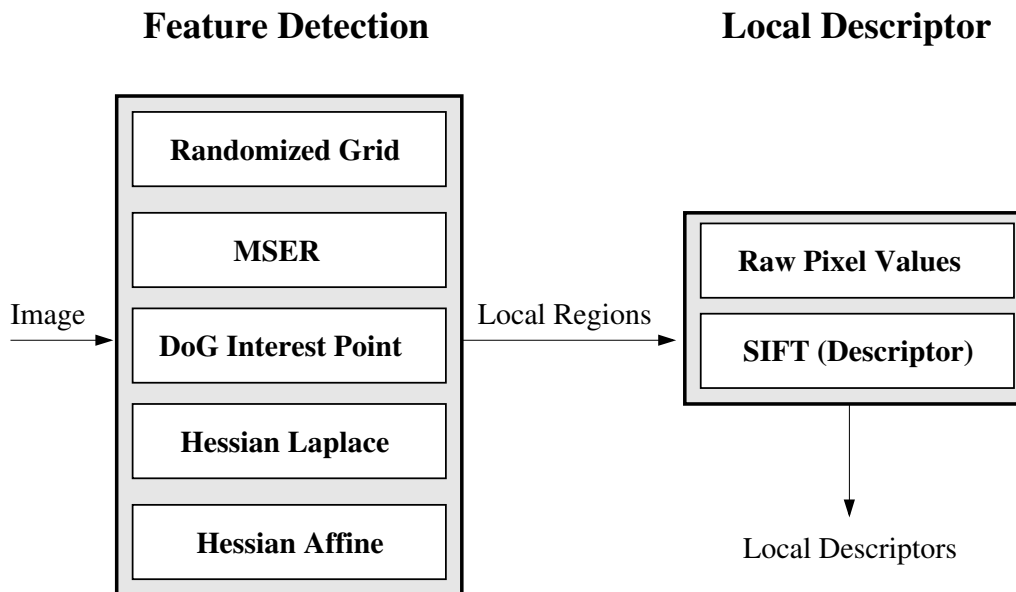 Feature Detection
Local Descriptor
Randomized Grid
MSER
DoG Interest Point
Hessian Laplace
Hessian Affine
Image
Local Regions
Raw Pixel Values
SIFT (Descriptor)
Local Descriptors